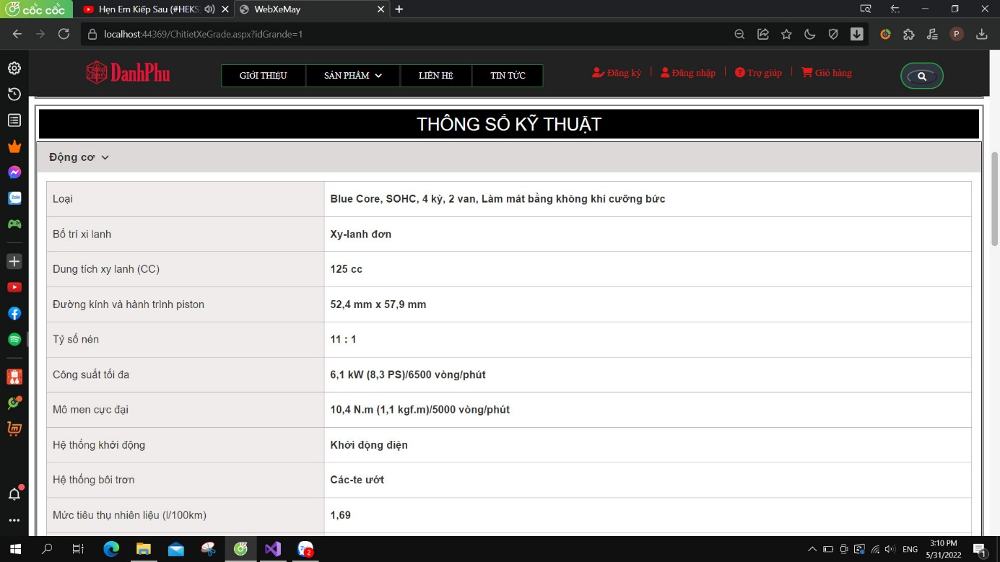 cốc cốc
Hẹn Em Kiếp Sau (#HEKS
WebXeMay
localhost:44369/ChitietXeGrade.aspx?idGrande=1
P
DanhPhu
GIỚI THIỆU
SẢN PHẨM
LIÊN HỆ
TIN TỨC
Đăng ký
Đăng nhập
Trợ giúp
Giỏ hàng
THÔNG SỐ KỸ THUẬT
Động cơ
Loại
Blue Core, SOHC, 4 kỳ, 2 van, Làm mát bằng không khí cưỡng bức
Bố trí xi lanh
Xy-lanh đơn
Dung tích xy lanh (CC)
125 cc
Đường kính và hành trình piston
52,4 mm x 57,9 mm
Tỷ số nén
11 : 1
Công suất tối đa
6,1 kW (8,3 PS)/6500 vòng/phút
Mô men cực đại
10,4 N.m (1,1 kgf.m)/5000 vòng/phút
Hệ thống khởi động
Khởi động điện
Hệ thống bôi trơn
Các-te ướt
Mức tiêu thụ nhiên liệu (l/100km)
1,69
Zalo
2
ENG
3:10 PM
5/31/2022
1